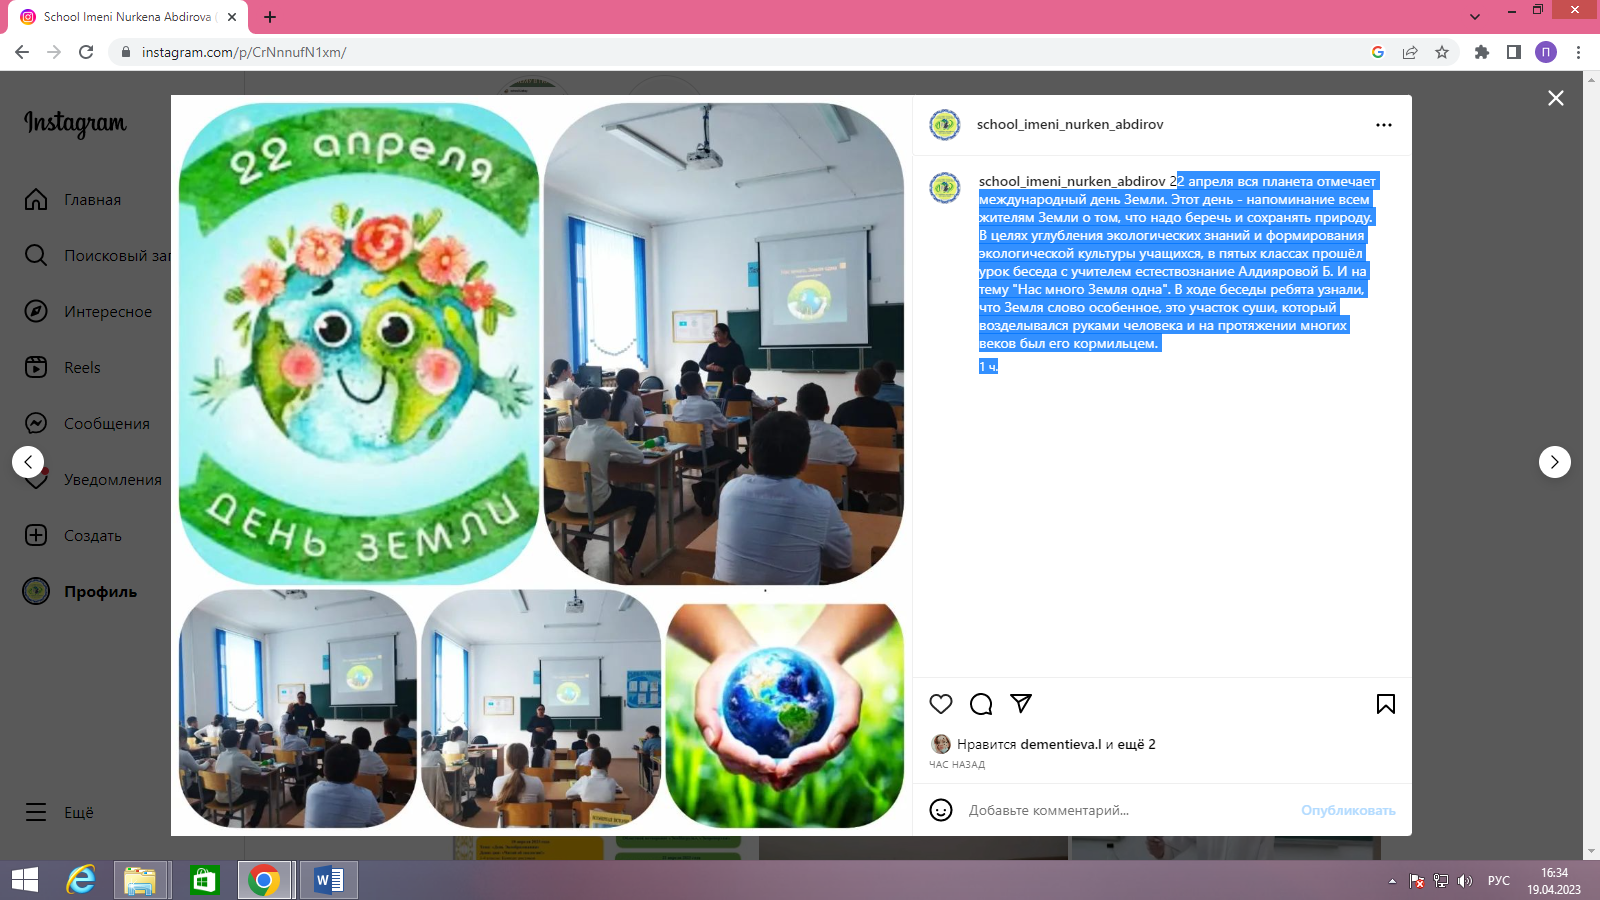 School Imeni Nurkena Abdirova (
instagram.com/p/CrNnnufN1xm/
П
Instagram
Главная
Поисковый зап
Интересное
Reels
Сообщения
Уведомления
Создать
Профиль
Ещё
22 апреля
ДЕНЬ ЗЕМЛИ
school_imeni_nurken_abdirov
school_imeni_nurken_abdirov 22 апреля вся планета отмечает
международный день Земли. Этот день - напоминание всем
жителям Земли о том, что надо беречь и сохранять природу.
В целях углубления экологических знаний и формирования
экологической культуры учащихся, в пятых классах прошёл
урок беседа с учителем естествознание Алдияровой Б. И на
тему "Нас много Земля одна". В ходе беседы ребята узнали,
что Земля слово особенное, это участок суши, который
возделывался руками человека и на протяжении многих
веков был его кормильцем.
1 ч.
Нравится dementieva.l и ещё 2
ЧАС НАЗАД
Добавьте комментарий...
Опубликовать
РУС
16:34
19.04.2023